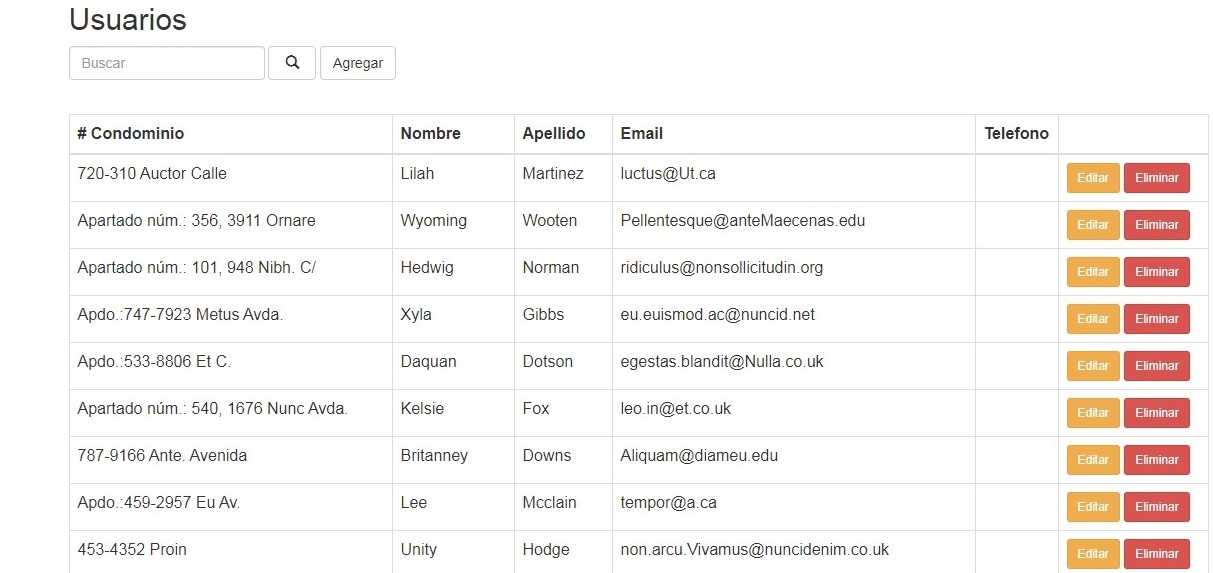 Usuarios
Buscar Agregar
# Condominio Nombre Apellido Email Telefono
720-310 Auctor Calle Lilah Martinez luctus@Ut.ca Editar Eliminar
Apartado núm.: 356, 3911 Ornare Wyoming Wooten Pellentesque@anteMaecenas.edu Editar Eliminar
Apartado núm.: 101, 948 Nibh. C/ Hedwig Norman ridiculus@nonsollicitudin.org Editar Eliminar
Apdo.:747-7923 Metus Avda. Xyla Gibbs eu.euismod.ac@nuncid.net Editar Eliminar
Apdo.:533-8806 Et C. Daquan Dotson egestas.blandit@Nulla.co.uk Editar Eliminar
Apartado núm.: 540, 1676 Nunc Avda. Kelsie Fox leo.in@et.co.uk Editar Eliminar
787-9166 Ante. Avenida Britanney Downs Aliquam@diameu.edu Editar Eliminar
Apdo.:459-2957 Eu Av. Lee Mcclain tempor@a.ca Editar Eliminar
453-4352 Proin Unity Hodge non.arcu.Vivamus@nuncidenim.co.uk Editar Eliminar